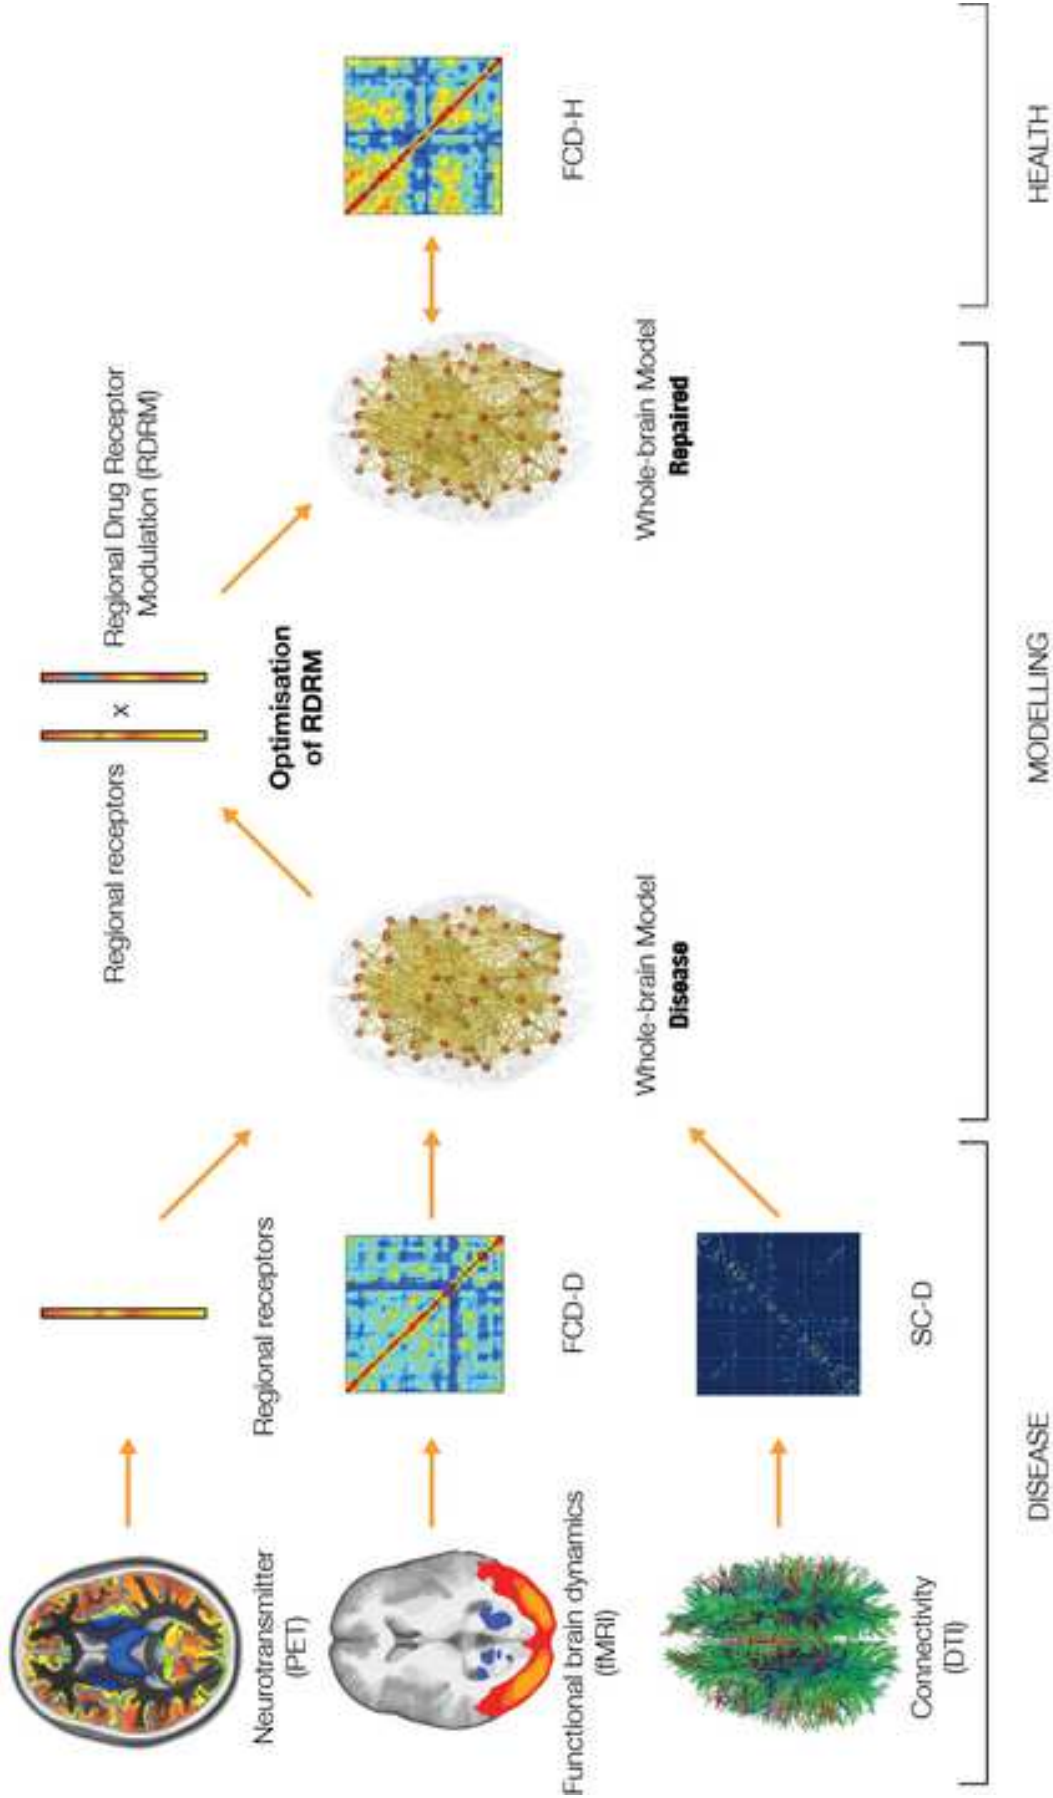 Neurotransmitter
(PET)
Regional receptors
Functional brain dynamics
(fMRI)
FCD-D
Connectivity
(DTI)
SC-D
Whole-brain Model
Disease
Regional receptors
x
Regional Drug Receptor
Modulation (RDRM)
Optimisation
of RDRM
Whole-brain Model
Repaired
FCD-H
DISEASE
MODELLING
HEALTH